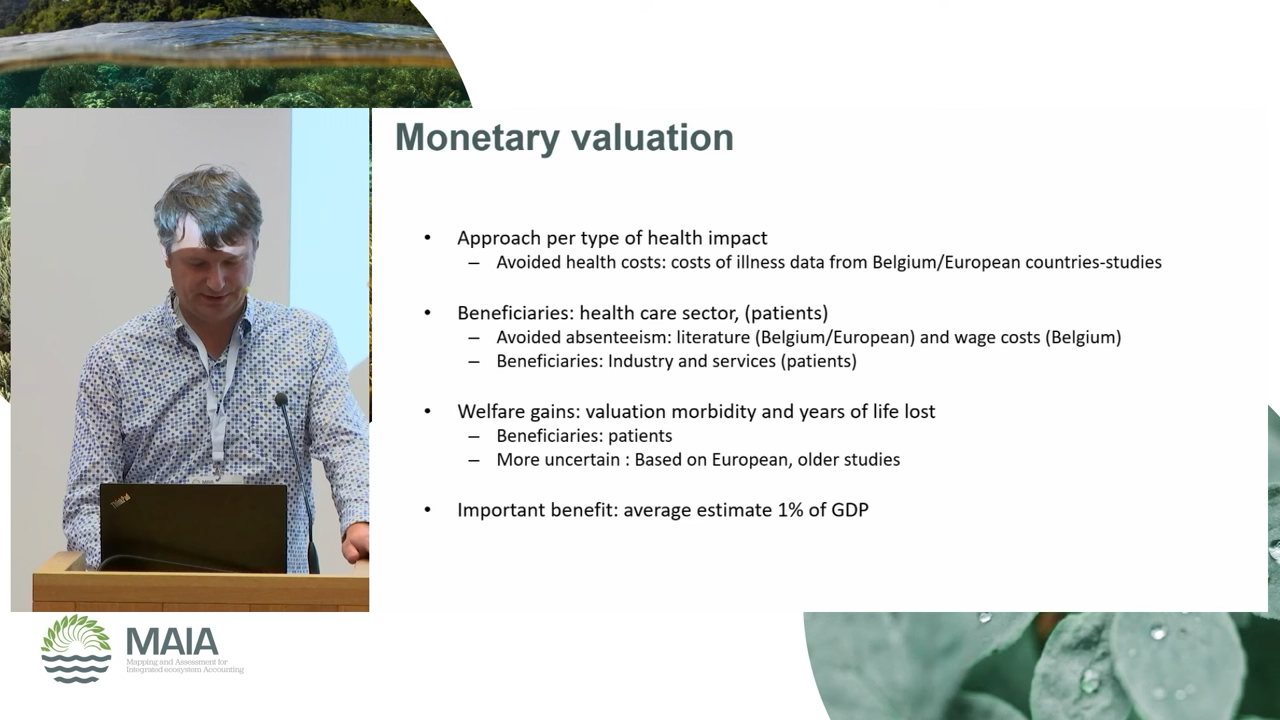 Monetary valuation
• Approach per type of health impact
– Avoided health costs: costs of illness data from Belgium/European countries-studies
• Beneficiaries: health care sector, (patients)
– Avoided absenteeism: literature (Belgium/European) and wage costs (Belgium)
– Beneficiaries: Industry and services (patients)
• Welfare gains: valuation morbidity and years of life lost
– Beneficiaries: patients
– More uncertain : Based on European, older studies
• Important benefit: average estimate 1% of GDP
MAIA
ThinkPad
MAIA
Mapping and Assessment for
Integrated ecosystem Accounting